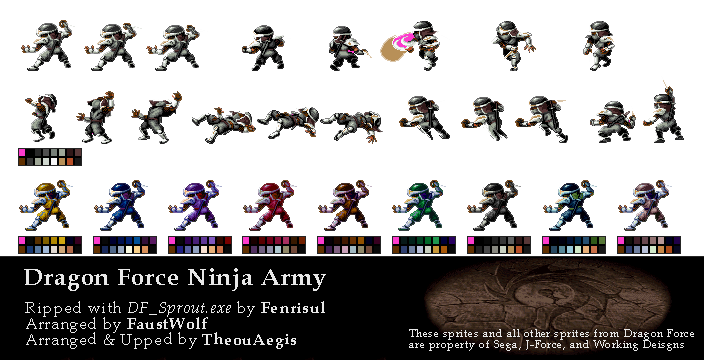 Dragon Force Ninja Army
Ripped with DF_Sprout.exe by Fenrisul
Arranged by FaustWolf
Arranged & Upped by TheouAegis
These sprites and all other sprites from Dragon Force
are property of Sega, J-Force, and Working Deisgns